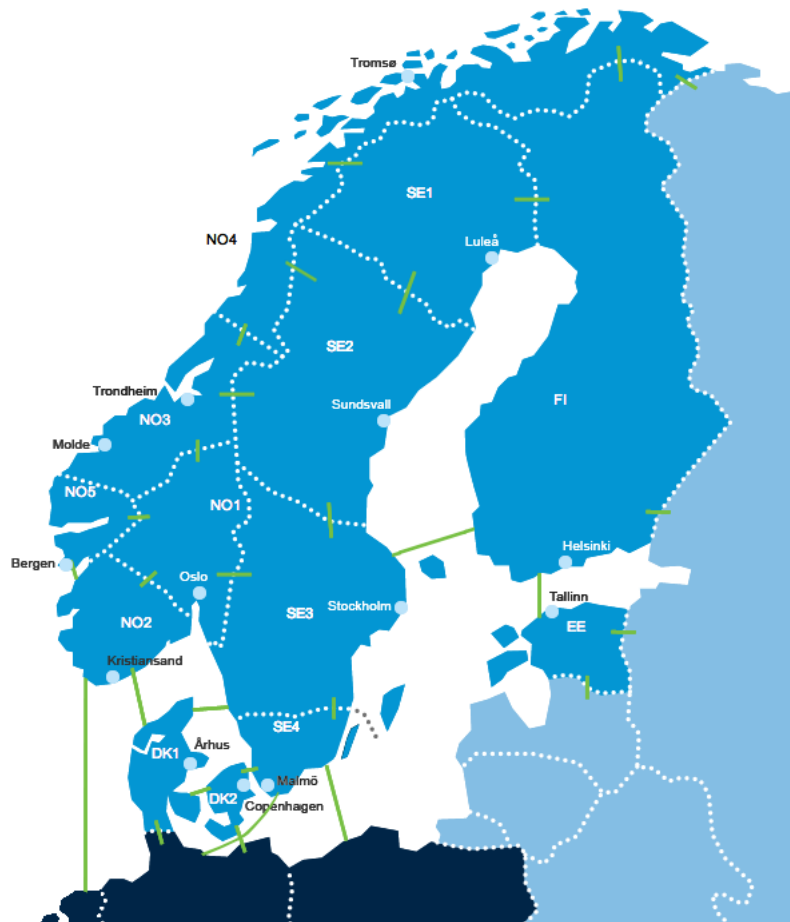 Tromsø
SE1
NO4
Luleå
SE2
Trondheim
Sundsvall
FI
NO3
Molde
NO5
NO1
Bergen
Helsinki
Oslo
Tallinn
Stockholm
SE3
NO2
EE
Kristiansand
SE4
Århus
DK1
Malmö
DK2
Copenhagen